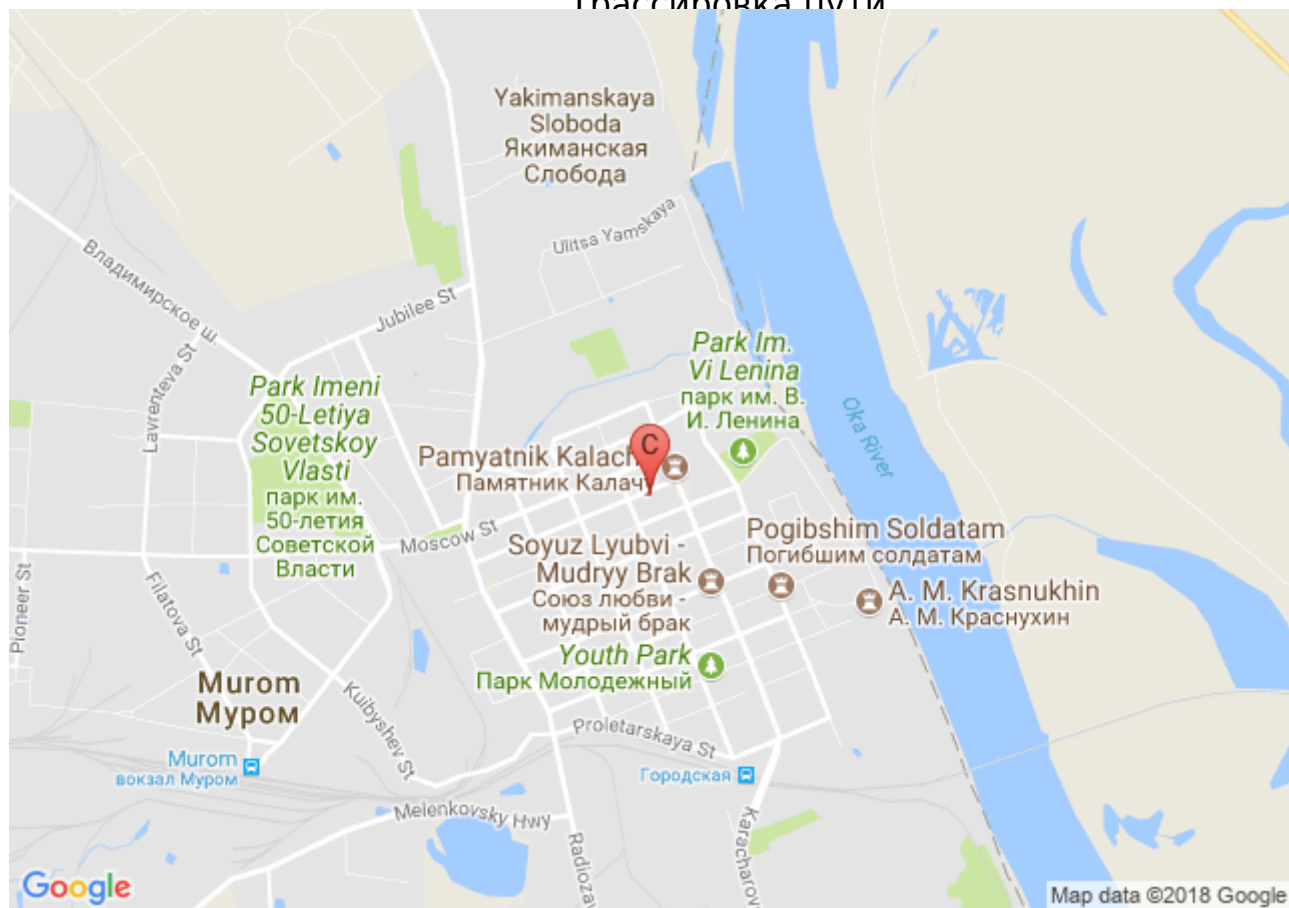 Трассировка пути
Yakimanskaya
Sloboda
Якиманская
Слобода
Ulitsa Yamskaya
Владимирское ш.
Jubilee St
Lavrenteva St
Park Imeni
50-Letiya
Sovetskoy
Vlasti
парк им.
50-летия
Советской
Власти
Park Im.
Vi Lenina
парк им. В.
И. Ленина
Oka River
C
Pamyatnik Kalach
Памятник Калачу
Moscow St
Soyuz Lyubvi -
Mudryy Brak
Союз любви -
мудрый брак
Pogibshim Soldatam
Погибшим солдатам
A. M. Krasnukhin
А. М. Краснухин
Pioneer St
Filatova St
Youth Park
Парк Молодежный
Murom
Муром
Kuibyshev St
Proletarskaya St
Murom
вокзал Муром
Городская
Melenkovsky Hwy
Radiozav
Karacharov
Google
Map data ©2018 Google